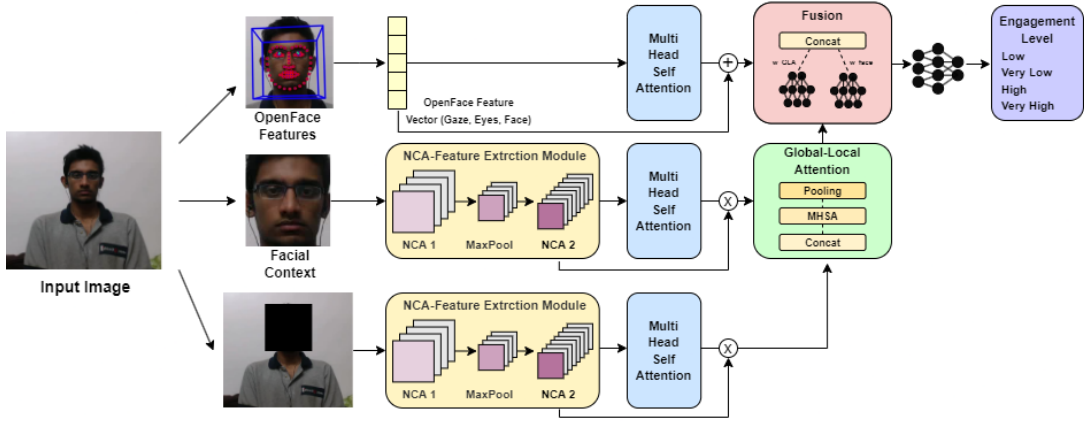 Input Image
OpenFace
Features
OpenFace Feature
Vector (Gaze, Eyes, Face)
Multi
Head
Self
Attention
+
Fusion
Concat
w_GLA
w_face
Engagement
Level
Low
Very Low
High
Very High
Facial
Context
NCA-Feature Extrction Module
NCA 1
MaxPool
NCA 2
Multi
Head
Self
Attention
X
Global-Local
Attention
Pooling
MHSA
Concat
NCA-Feature Extrction Module
NCA 1
MaxPool
NCA 2
Multi
Head
Self
Attention
X